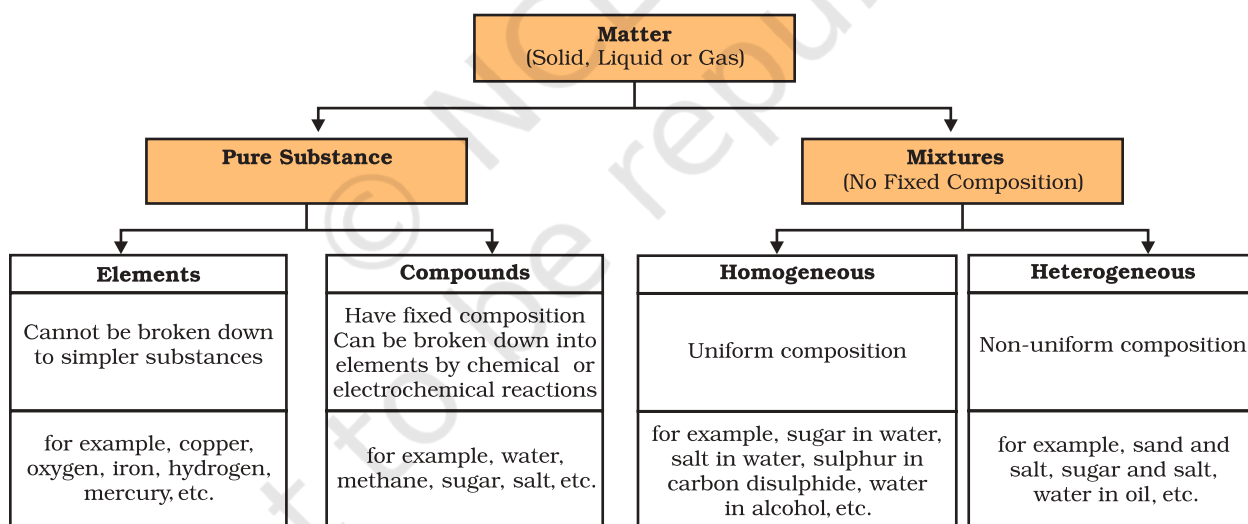 Matter
(Solid, Liquid or Gas)
Pure Substance
Mixtures
(No Fixed Composition)
Elements
Cannot be broken down
to simpler substances
for example, copper,
oxygen, iron, hydrogen,
mercury, etc.
Compounds
Have fixed composition
Can be broken down into
elements by chemical or
electrochemical reactions
for example, water,
methane, sugar, salt, etc.
Homogeneous
Uniform composition
for example, sugar in water,
salt in water, sulphur in
carbon disulphide, water
in alcohol, etc.
Heterogeneous
Non-uniform composition
for example, sand and
salt, sugar and salt,
water in oil, etc.
© NC
to be repu